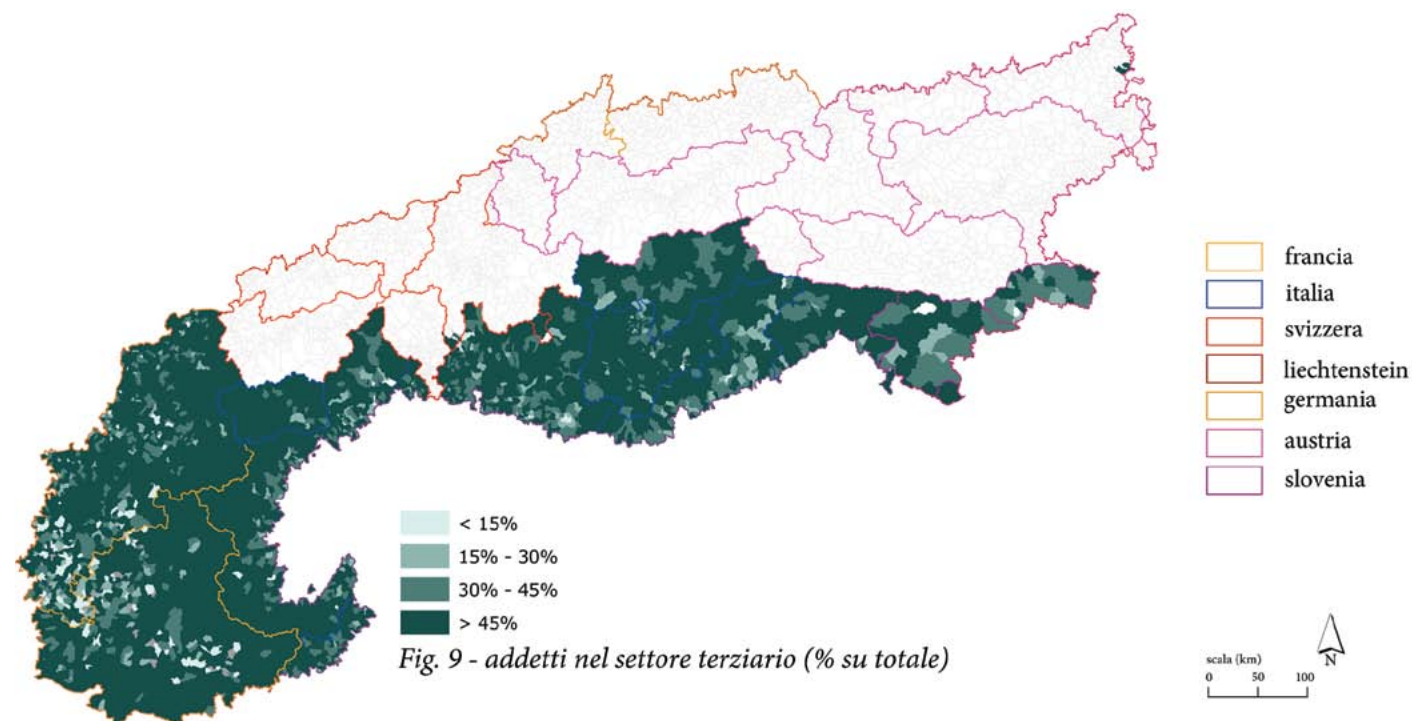 francia
italia
svizzera
liechtenstein
germania
austria
slovenia
< 15%
15% - 30%
30% - 45%
> 45%
Fig. 9 - addetti nel settore terziario (% su totale)
scala (km)
0 50 100
N